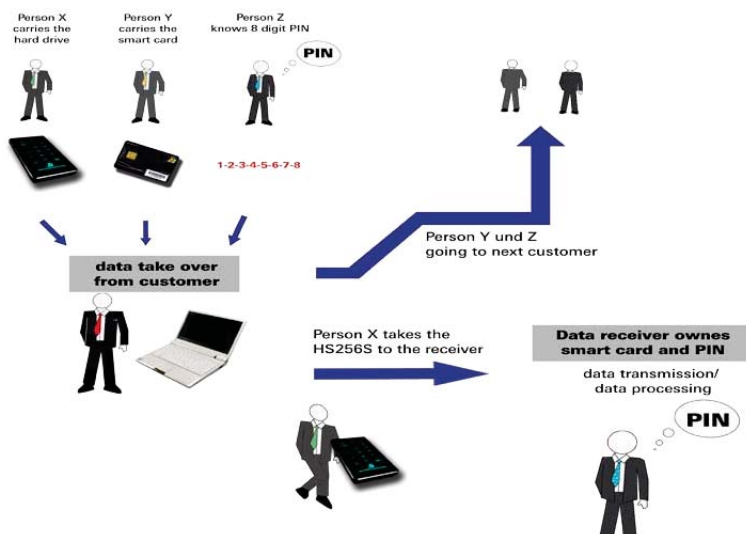 Person X
carries the
hard drive
Person Y
carries the
smart card
Person Z
knows 8 digit PIN
PIN
1-2-3-4-5-6-7-8
data take over
from customer
Person Y und Z
going to next customer
Person X takes the
HS256S to the receiver
Data receiver ownes
smart card and PIN
data transmission/
data processing
PIN